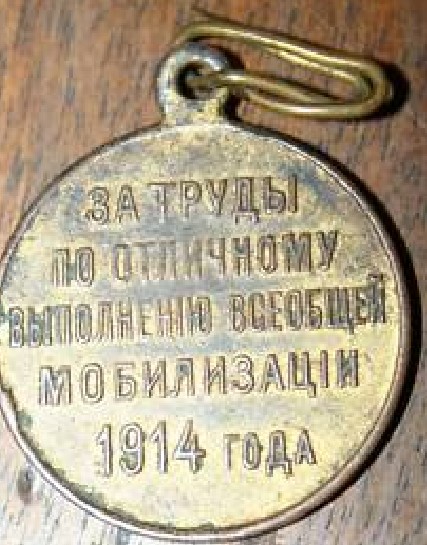 ЗА ТРУДЫ
ПО ОТЛИЧНОМУ
ВЫПОЛНЕНІЮ ВСЕОБЩЕЙ
МОБИЛИЗАЦІИ
1914 ГОДА